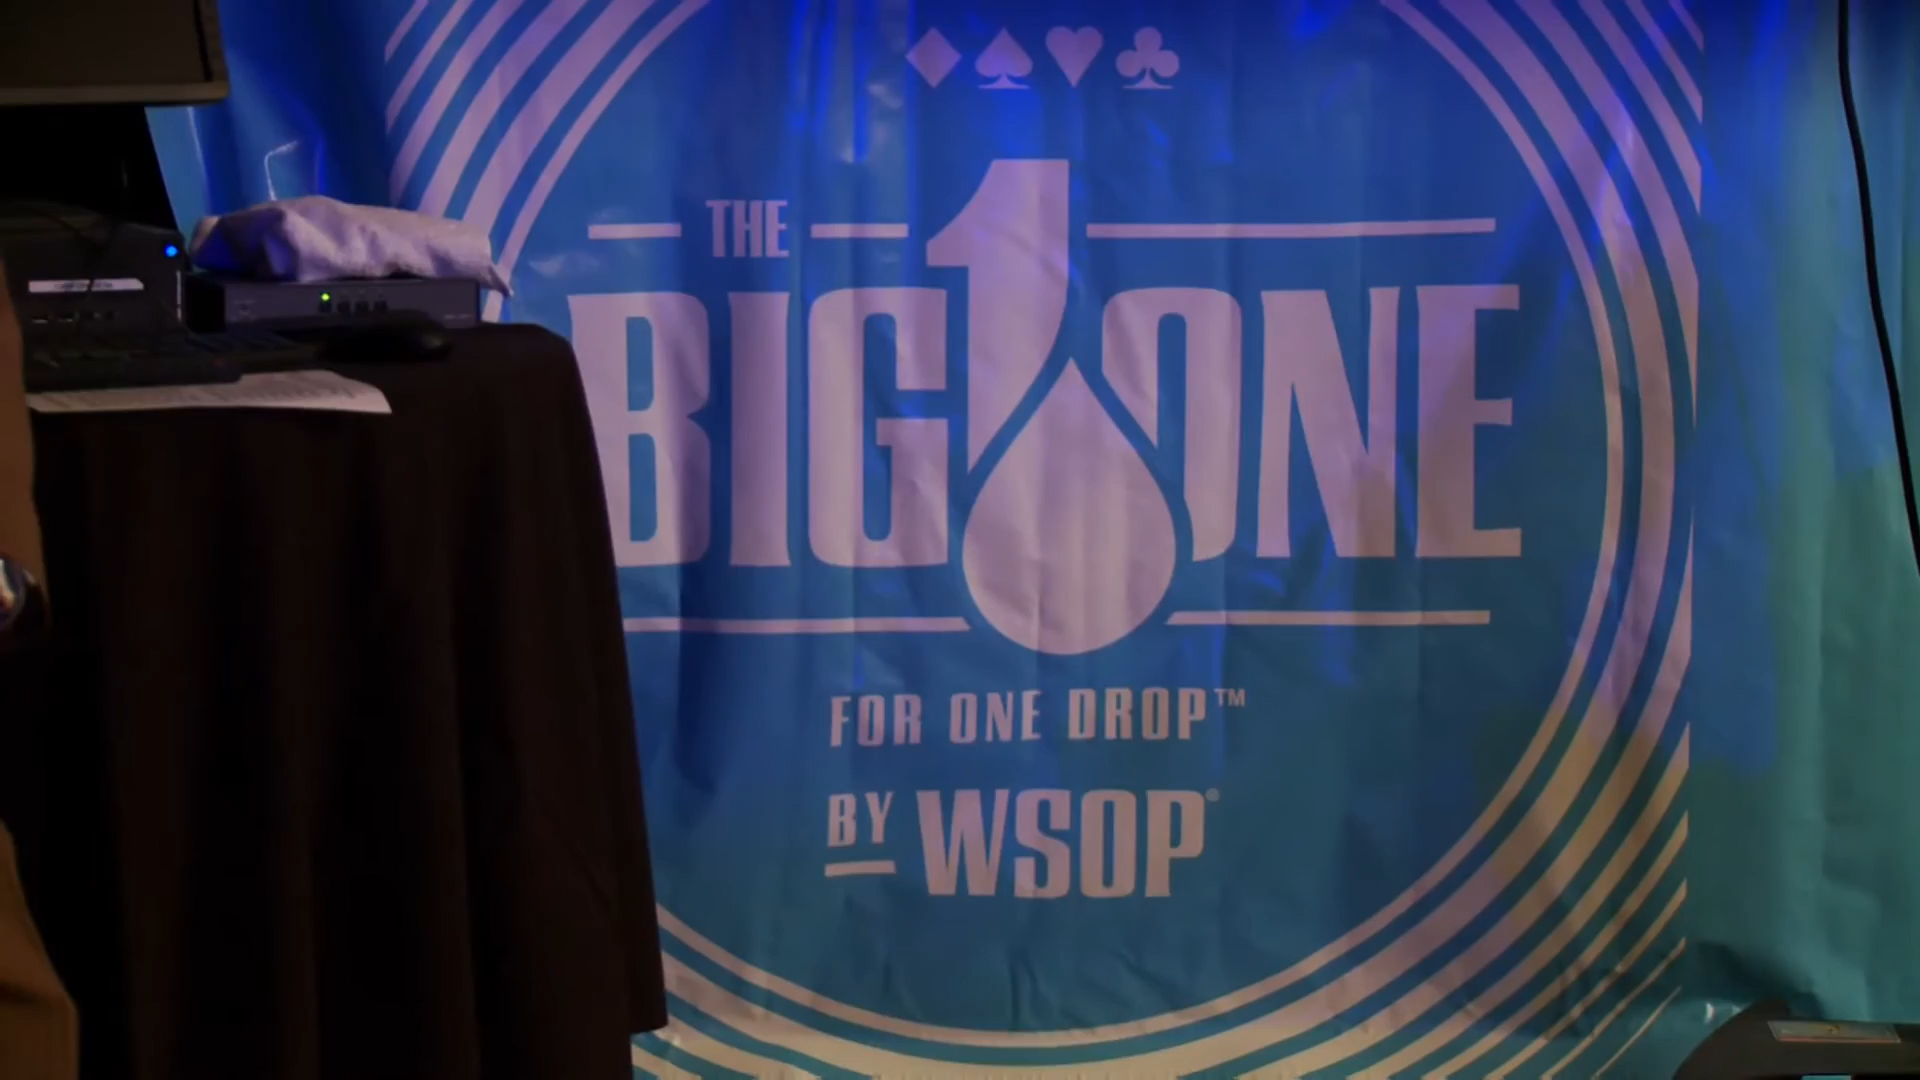 THE
BIG 1 ONE
FOR ONE DROP™
BY WSOP®